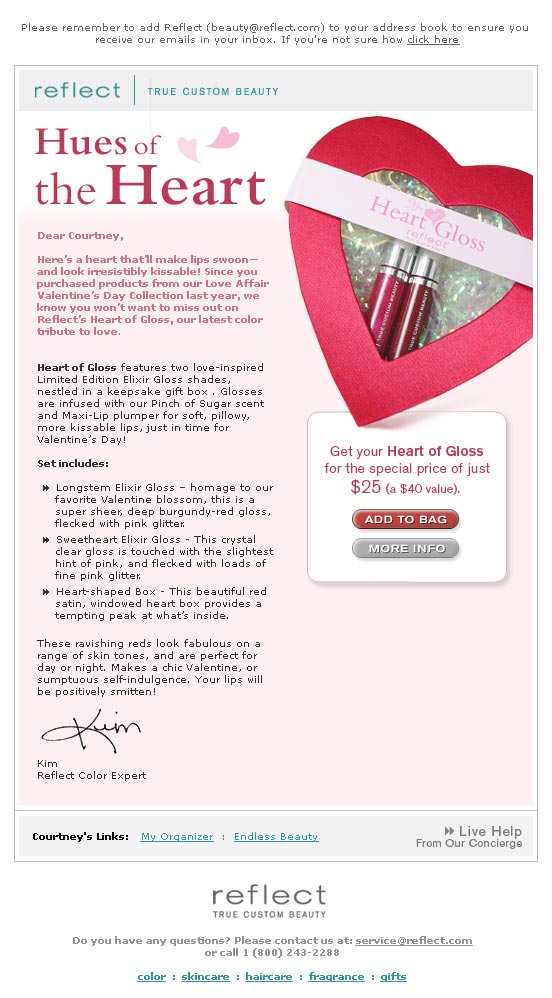 Please remember to add Reflect (beauty@reflect.com) to your address book to ensure you
receive our emails in your inbox. If you're not sure how click here
reflect TRUE CUSTOM BEAUTY
Hues of
the Heart
Heart Gloss
reflect
TRUE CUSTOM BEAUTY
TRUE CUSTOM BEAUTY
Dear Courtney,
Here's a heart that'll make lips swoon—
and look irresistibly kissable! Since you
purchased products from our Love Affair
Valentine's Day Collection last year, we
know you won't want to miss out on
Reflect's Heart of Gloss, our latest color
tribute to love.
Heart of Gloss features two love-inspired
Limited Edition Elixir Gloss shades,
nestled in a keepsake gift box . Glosses
are infused with our Pinch of Sugar scent
and Maxi-Lip plumper for soft, pillowy,
more kissable lips, just in time for
Valentine's Day!
Set includes:
Longstem Elixir Gloss – homage to our
favorite Valentine blossom, this is a
super sheer, deep burgundy-red gloss,
flecked with pink glitter.
Sweetheart Elixir Gloss - This crystal
clear gloss is touched with the slightest
hint of pink, and flecked with loads of
fine pink glitter.
Heart-shaped Box - This beautiful red
satin, windowed heart box provides a
tempting peak at what's inside.
These ravishing reds look fabulous on a
range of skin tones, and are perfect for
day or night. Makes a chic Valentine, or
sumptuous self-indulgence. Your lips will
be positively smitten!
Kim
Kim
Reflect Color Expert
Get your Heart of Gloss
for the special price of just
$25 (a $40 value).
ADD TO BAG
MORE INFO
Courtney's Links: My Organizer : Endless Beauty
Live Help
From Our Concierge
reflect
TRUE CUSTOM BEAUTY
Do you have any questions? Please contact us at: service@reflect.com
or call 1 (800) 243-2288
color : skincare : haircare : fragrance : gifts